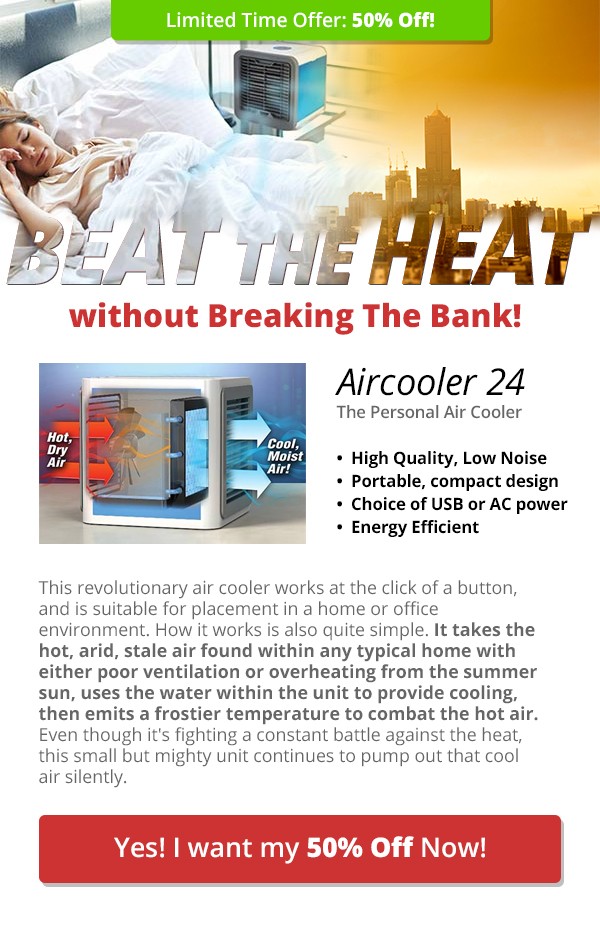 Limited Time Offer: 50% Off!
BEAT THE HEAT
without Breaking The Bank!
Hot,
Dry
Air
Cool,
Moist
Air!
Aircooler 24
The Personal Air Cooler
• High Quality, Low Noise
• Portable, compact design
• Choice of USB or AC power
• Energy Efficient
This revolutionary air cooler works at the click of a button,
and is suitable for placement in a home or office
environment. How it works is also quite simple. It takes the
hot, arid, stale air found within any typical home with
either poor ventilation or overheating from the summer
sun, uses the water within the unit to provide cooling,
then emits a frostier temperature to combat the hot air.
Even though it's fighting a constant battle against the heat,
this small but mighty unit continues to pump out that cool
air silently.
Yes! I want my 50% Off Now!